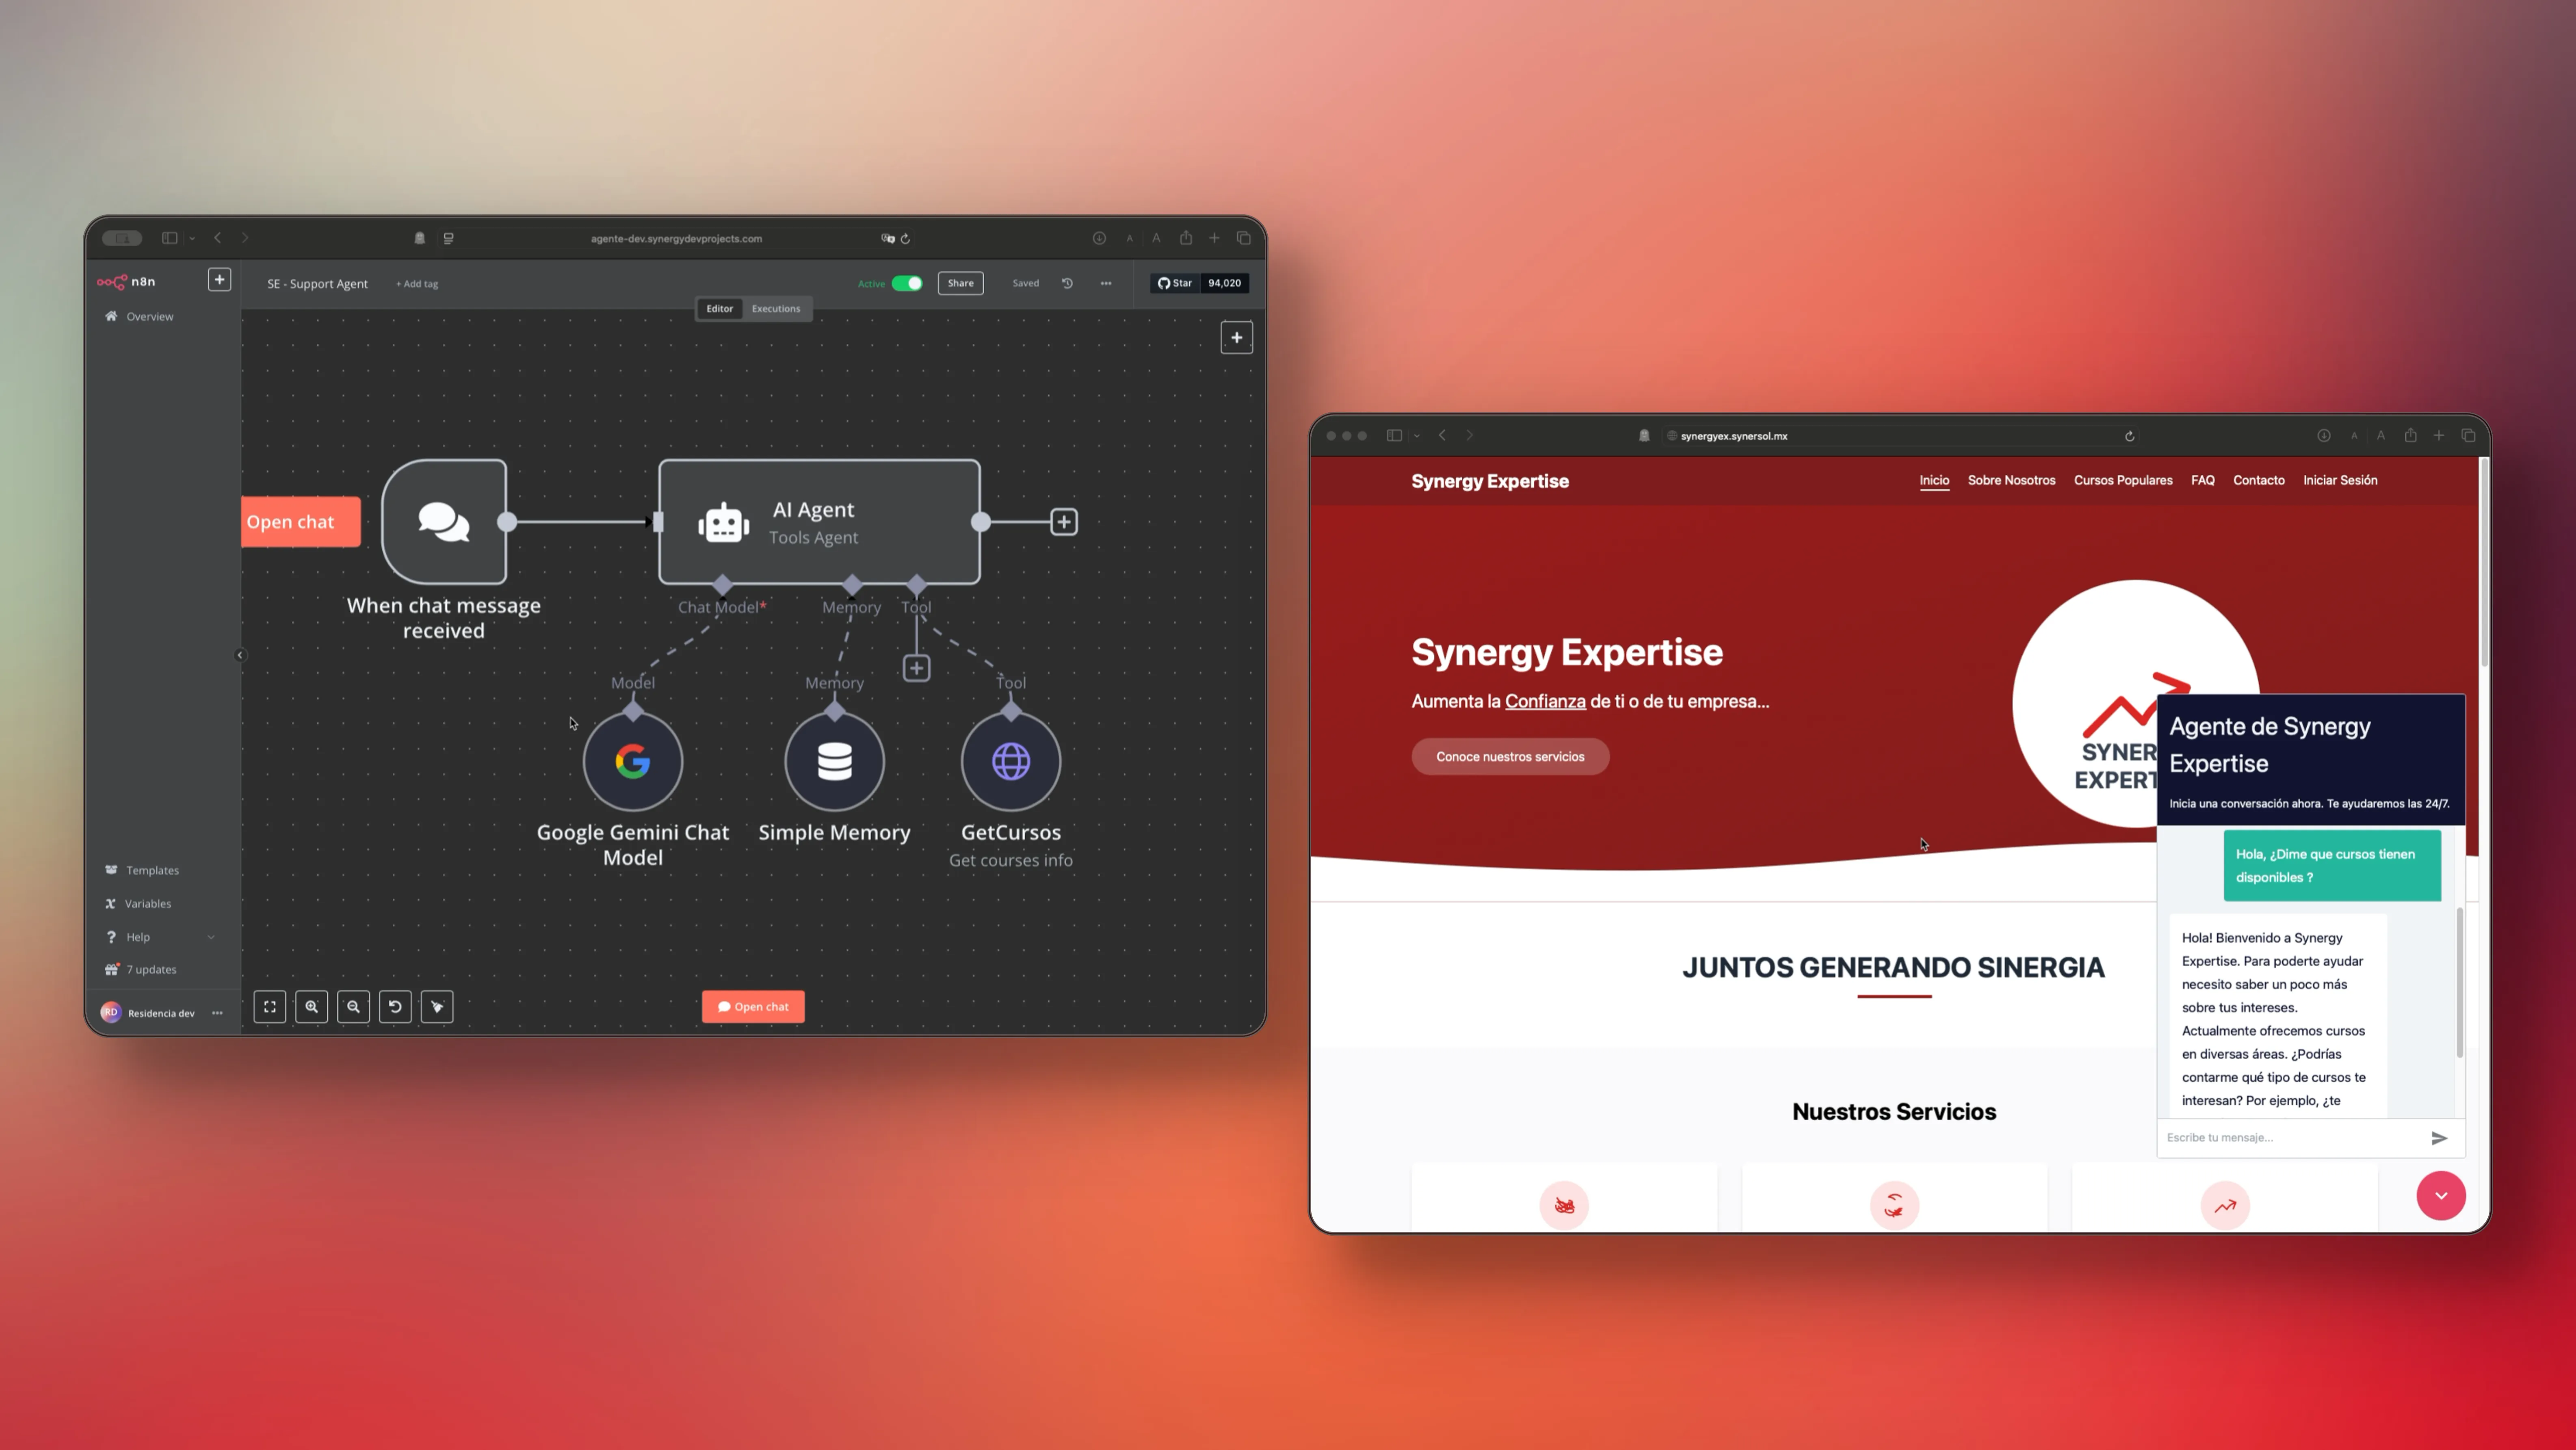 agente-dev.synergydevprojects.com
n8n
SE - Support Agent
+ Add tag
Active
Share
Saved
Star
94,020
Editor
Executions
Overview
Open chat
When chat message
received
AI Agent
Tools Agent
Chat Model*
Memory
Tool
Model
Memory
Tool
Google Gemini Chat
Model
Simple Memory
GetCursos
Get courses info
Templates
Variables
Help
7 updates
RD
Residencia dev
Open chat
synergyex.synersol.mx
Synergy Expertise
Inicio
Sobre Nosotros
Cursos Populares
FAQ
Contacto
Iniciar Sesión
Synergy Expertise
Aumenta la Confianza de ti o de tu empresa...
Conoce nuestros servicios
SYNER
EXPERT
JUNTOS GENERANDO SINERGIA
Nuestros Servicios
Agente de Synergy
Expertise
Inicia una conversación ahora. Te ayudaremos las 24/7.
Hola, ¿Dime que cursos tienen
disponibles ?
Hola! Bienvenido a Synergy
Expertise. Para poderte ayudar
necesito saber un poco más
sobre tus intereses.
Actualmente ofrecemos cursos
en diversas áreas. ¿Podrías
contarme qué tipo de cursos te
interesan? Por ejemplo, ¿te
Escribe tu mensaje...